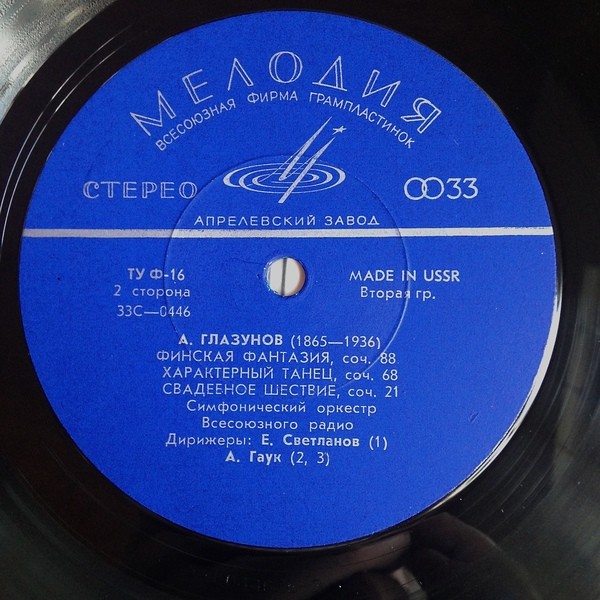 МЕЛОДИЯ
ВСЕСОЮЗНАЯ ФИРМА ГРАМПЛАСТИНОК
СТЕРЕО
33
АПРЕЛЕВСКИЙ ЗАВОД
ТУ Ф-16
MADE IN USSR
2 сторона
Вторая гр.
33С—0446
А. ГЛАЗУНОВ (1865—1936)
ФИНСКАЯ ФАНТАЗИЯ, соч. 88
ХАРАКТЕРНЫЙ ТАНЕЦ, соч. 68
СВАДЕБНОЕ ШЕСТВИЕ, соч. 21
Симфонический оркестр
Всесоюзного радио
Дирижеры: Е. Светланов (1)
А. Гаук (2, 3)